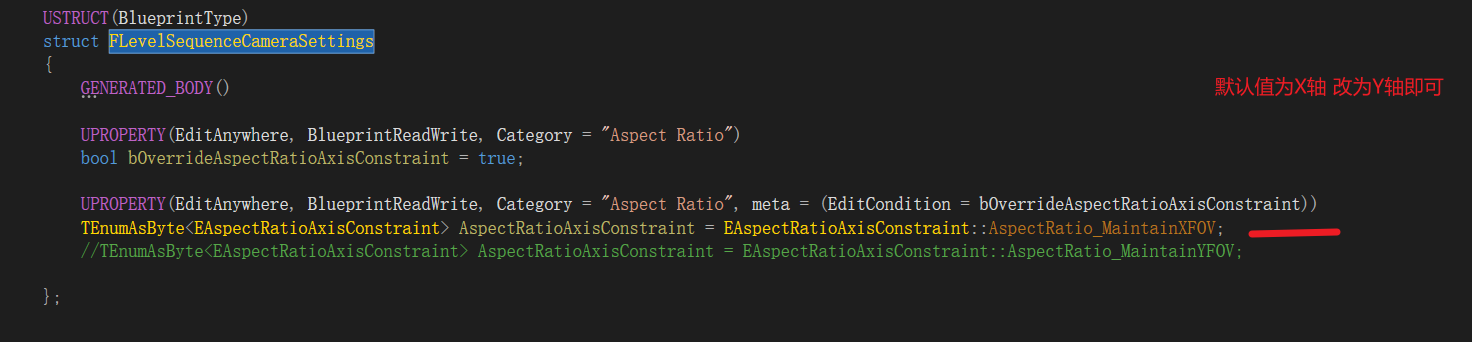 USTRUCT(BlueprintType)
struct FLevelSequenceCameraSettings
{
GENERATED_BODY()
默认值为X轴 改为Y轴即可
UPROPERTY(EditAnywhere, BlueprintReadWrite, Category = "Aspect Ratio")
bool bOverrideAspectRatioAxisConstraint = true;
UPROPERTY(EditAnywhere, BlueprintReadWrite, Category = "Aspect Ratio", meta = (EditCondition = bOverrideAspectRatioAxisConstraint))
TEnumAsByte<EAspectRatioAxisConstraint> AspectRatioAxisConstraint = EAspectRatioAxisConstraint::AspectRatio_MaintainXFOV;
//TEnumAsByte<EAspectRatioAxisConstraint> AspectRatioAxisConstraint = EAspectRatioAxisConstraint::AspectRatio_MaintainYFOV;
};